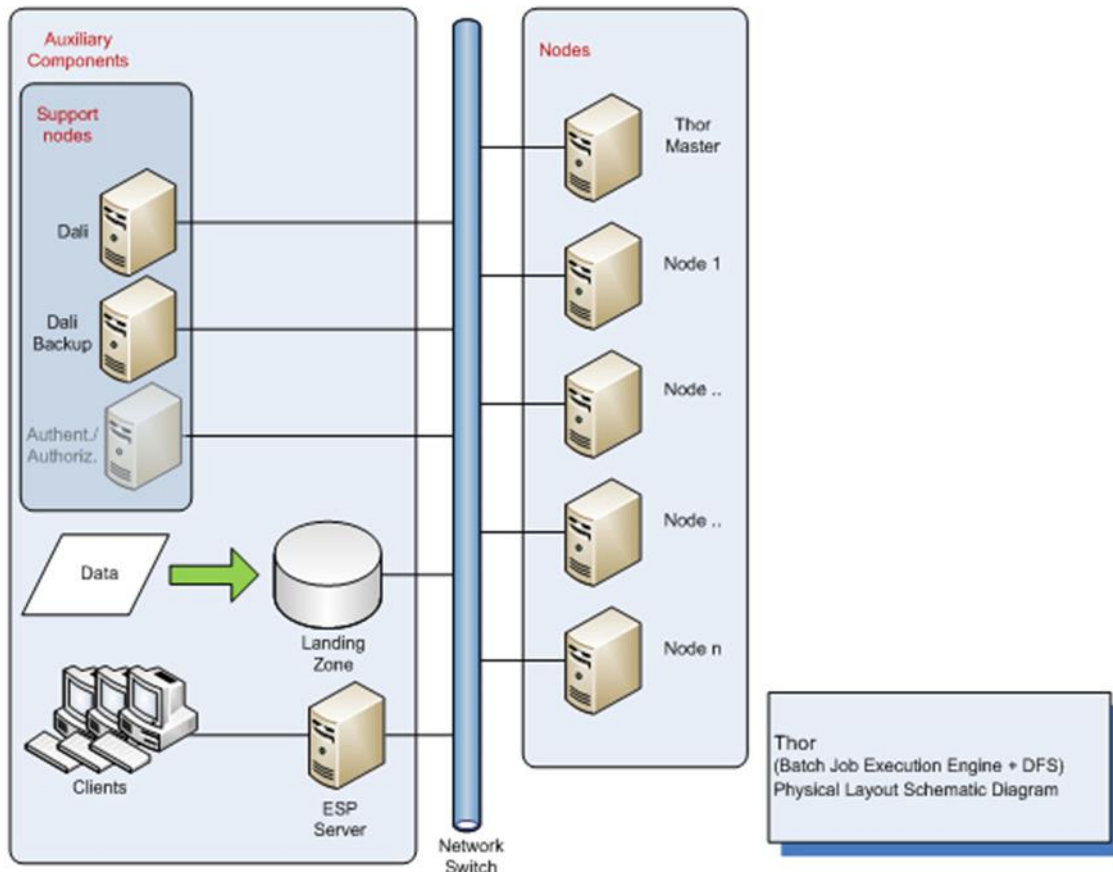 Auxiliary
Components
Support
nodes
Dali
Dali
Backup
Authent./
Authoriz.
Data
Landing
Zone
Clients
ESP
Server
Network
Switch
Nodes
Thor
Master
Node 1
Node ..
Node ..
Node n
Thor
(Batch Job Execution Engine + DFS)
Physical Layout Schematic Diagram